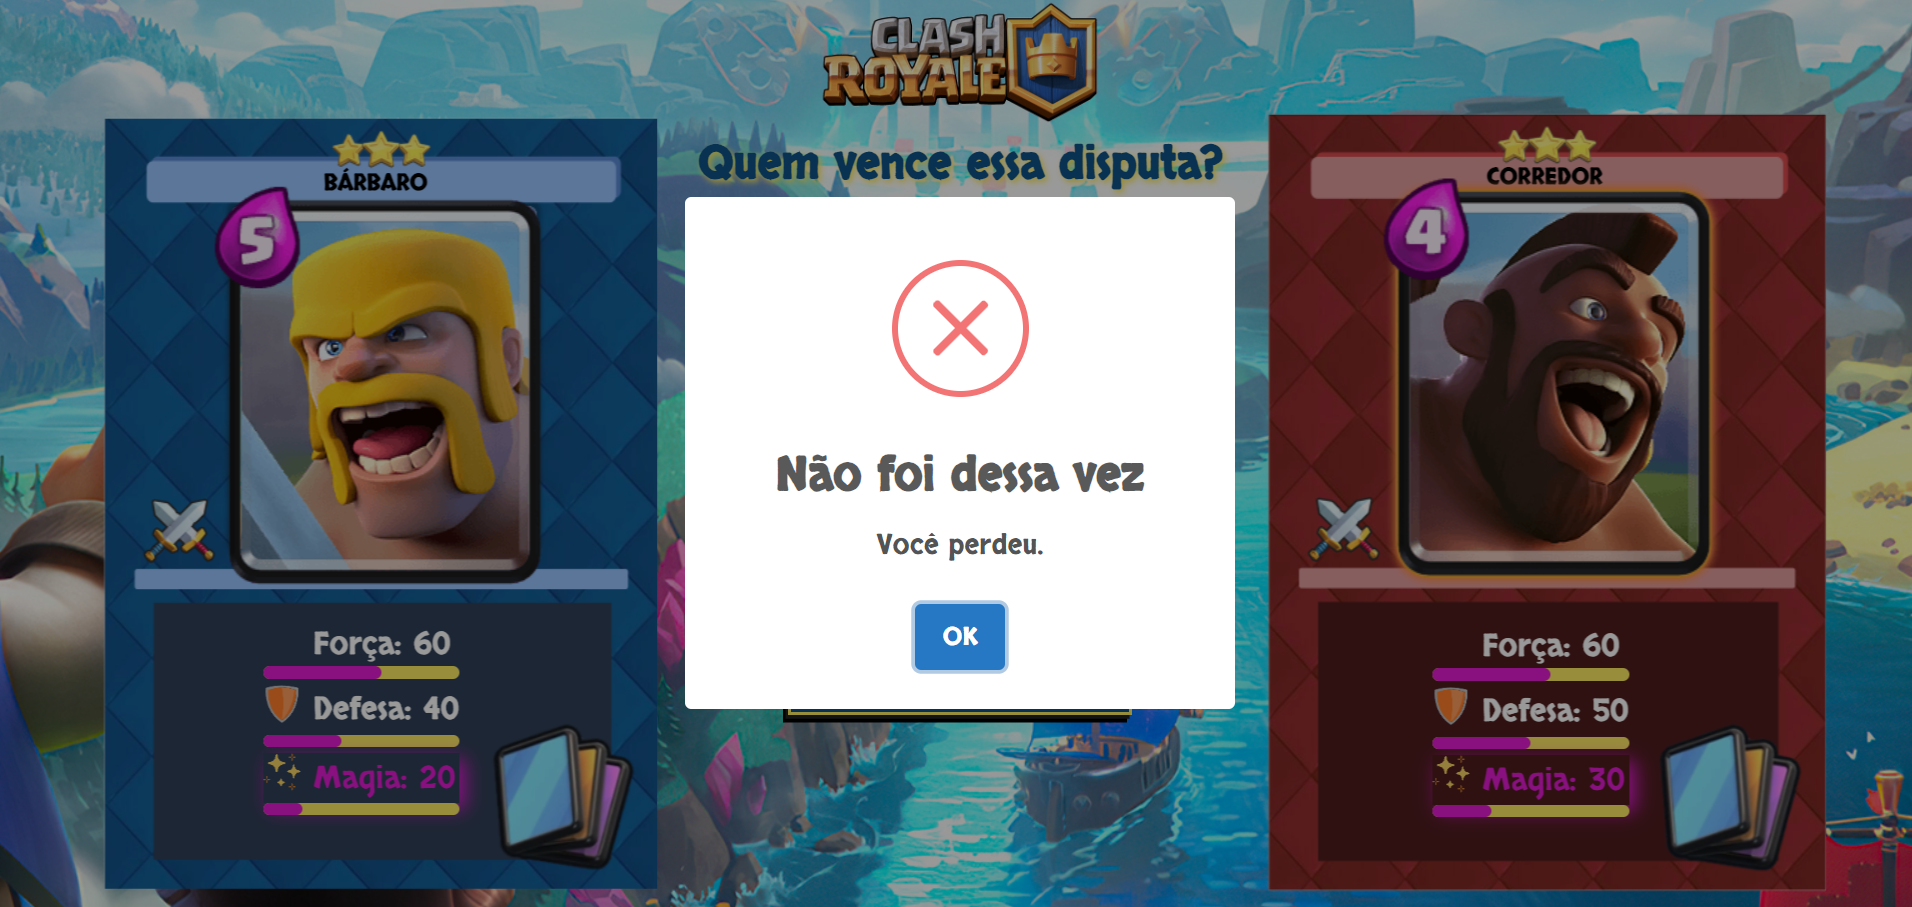 CLASH
ROYALE
Quem vence essa disputa?
BÁRBARO
5
Força: 60
Defesa: 40
Magia: 20
Não foi dessa vez
Você perdeu.
OK
CORREDOR
4
Força: 60
Defesa: 50
Magia: 30